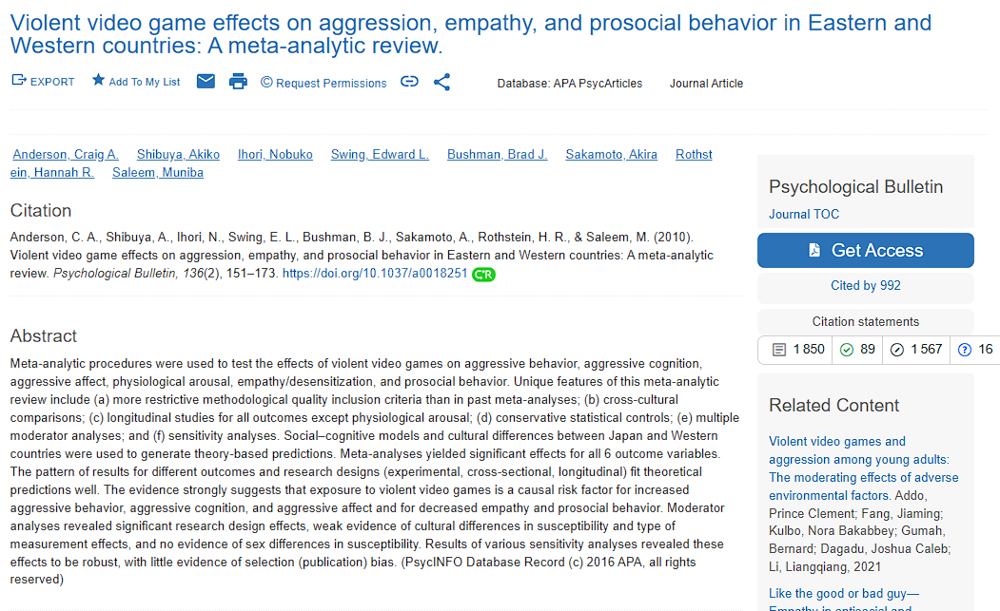 Violent video game effects on aggression, empathy, and prosocial behavior in Eastern and
Western countries: A meta-analytic review.
EXPORT Add To My List © Request Permissions Database: APA PsycArticles Journal Article
Anderson, Craig A. Shibuya, Akiko Ihori, Nobuko Swing, Edward L. Bushman, Brad J. Sakamoto, Akira Rothst
ein, Hannah R. Saleem, Muniba
Citation
Anderson, C. A., Shibuya, A., Ihori, N., Swing, E. L., Bushman, B. J., Sakamoto, A., Rothstein, H. R., & Saleem, M. (2010).
Violent video game effects on aggression, empathy, and prosocial behavior in Eastern and Western countries: A meta-analytic
review. Psychological Bulletin, 136(2), 151–173. https://doi.org/10.1037/a0018251 C'R
Abstract
Meta-analytic procedures were used to test the effects of violent video games on aggressive behavior, aggressive cognition,
aggressive affect, physiological arousal, empathy/desensitization, and prosocial behavior. Unique features of this meta-analytic
review include (a) more restrictive methodological quality inclusion criteria than in past meta-analyses; (b) cross-cultural
comparisons; (c) longitudinal studies for all outcomes except physiological arousal; (d) conservative statistical controls; (e) multiple
moderator analyses; and (f) sensitivity analyses. Social–cognitive models and cultural differences between Japan and Western
countries were used to generate theory-based predictions. Meta-analyses yielded significant effects for all 6 outcome variables.
The pattern of results for different outcomes and research designs (experimental, cross-sectional, longitudinal) fit theoretical
predictions well. The evidence strongly suggests that exposure to violent video games is a causal risk factor for increased
aggressive behavior, aggressive cognition, and aggressive affect and for decreased empathy and prosocial behavior. Moderator
analyses revealed significant research design effects, weak evidence of cultural differences in susceptibility and type of
measurement effects, and no evidence of sex differences in susceptibility. Results of various sensitivity analyses revealed these
effects to be robust, with little evidence of selection (publication) bias. (PsycINFO Database Record (c) 2016 APA, all rights
reserved)
Psychological Bulletin
Journal TOC
Get Access
Cited by 992
Citation statements
1 850 89 1 567 16
Related Content
Violent video games and
aggression among young adults:
The moderating effects of adverse
environmental factors. Addo,
Prince Clement; Fang, Jiaming;
Kulbo, Nora Bakabbey; Gumah,
Bernard; Dagadu, Joshua Caleb;
Li, Liangqiang, 2021
Like the good or bad guy—
Empathy in antisocial and